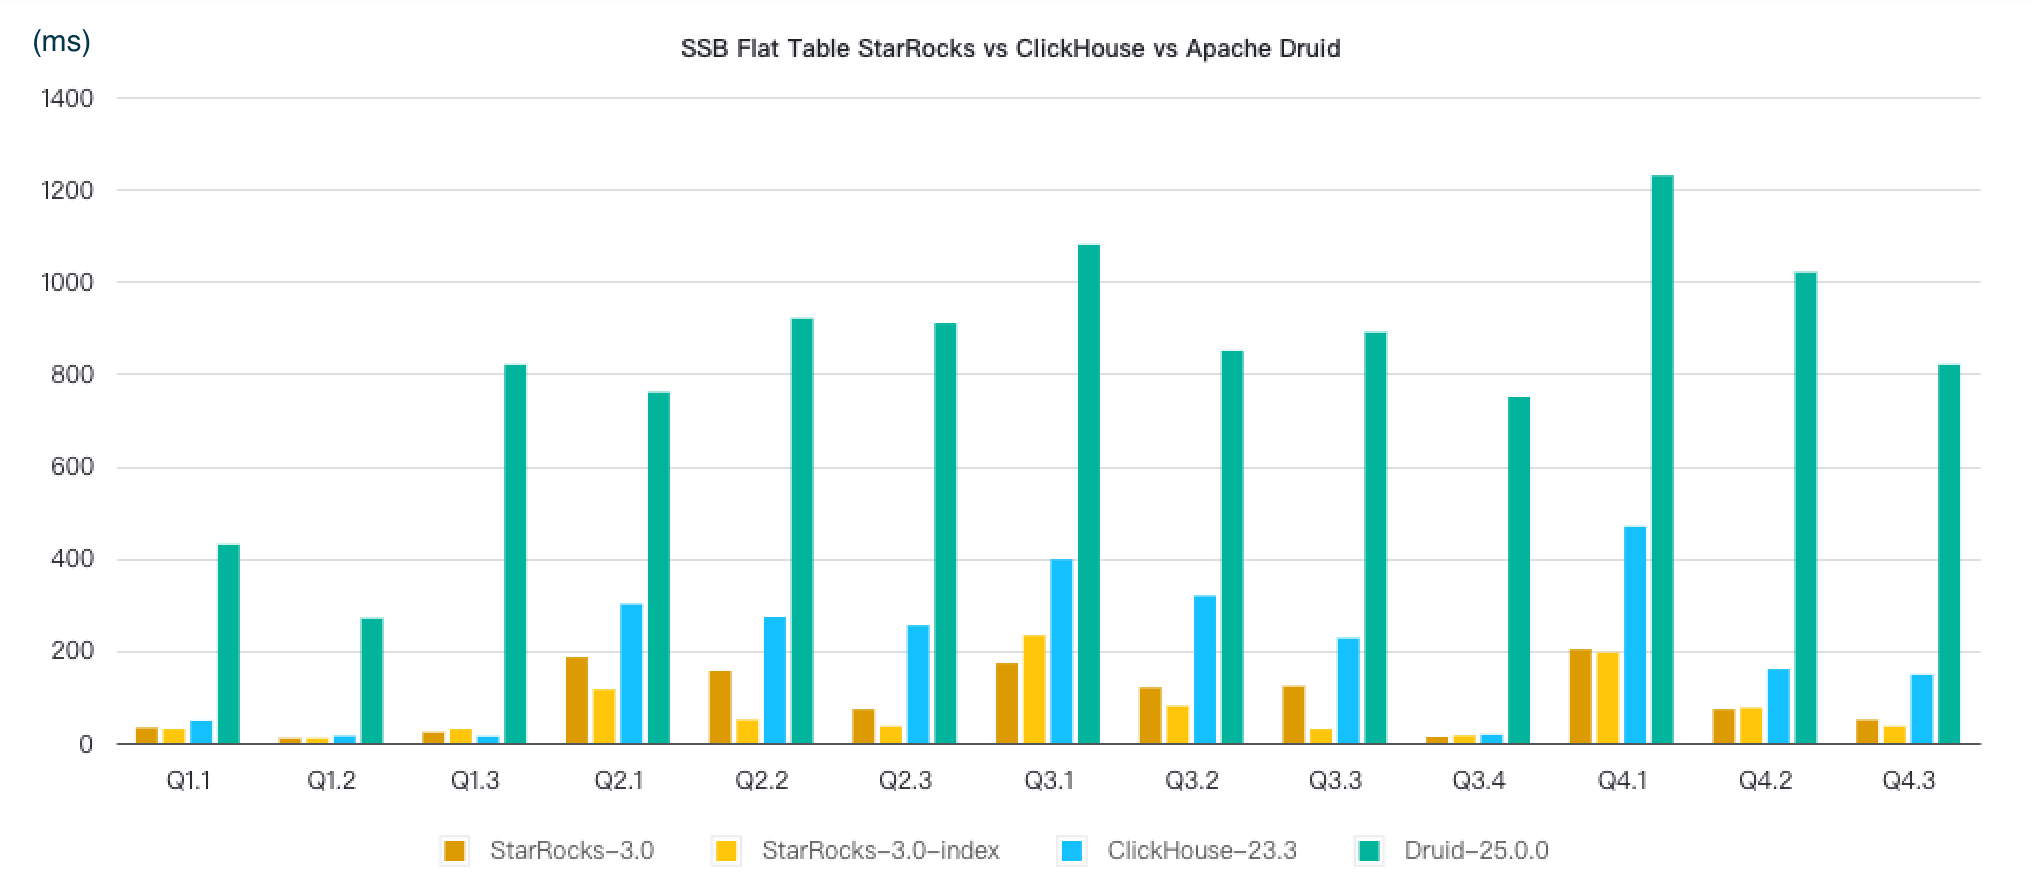 (ms)
SSB Flat Table StarRocks vs ClickHouse vs Apache Druid
1400
1200
1000
800
600
400
200
0
Q1.1 Q1.2 Q1.3 Q2.1 Q2.2 Q2.3 Q3.1 Q3.2 Q3.3 Q3.4 Q4.1 Q4.2 Q4.3
StarRocks-3.0 StarRocks-3.0-index ClickHouse-23.3 Druid-25.0.0